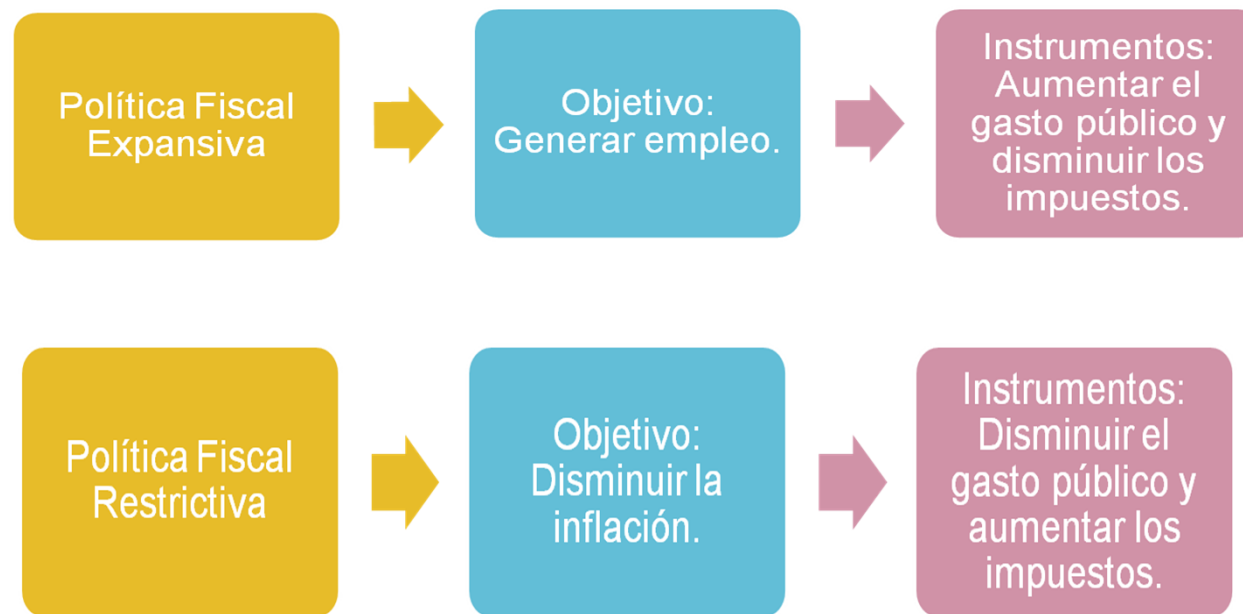 Política Fiscal
Expansiva
Objetivo:
Generar empleo.
Instrumentos:
Aumentar el
gasto público y
disminuir los
impuestos.
Política Fiscal
Restrictiva
Objetivo:
Disminuir la
inflación.
Instrumentos:
Disminuir el
gasto público y
aumentar los
impuestos.